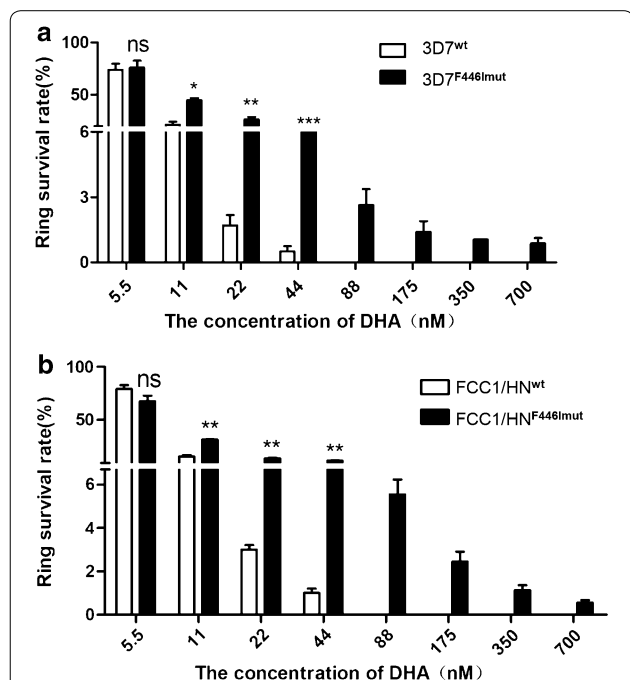 a
Ring survival rate(%)
100
50
6
3
0
ns
*
**
***
3D7wt
3D7F446Imut
5.5 11 22 44 88 175 350 700
The concentration of DHA（nM）
b
Ring survival rate(%)
100
50
6
4
2
0
ns
**
**
**
FCC1/HNwt
FCC1/HNF446Imut
5.5 11 22 44 88 175 350 700
The concentration of DHA（nM）